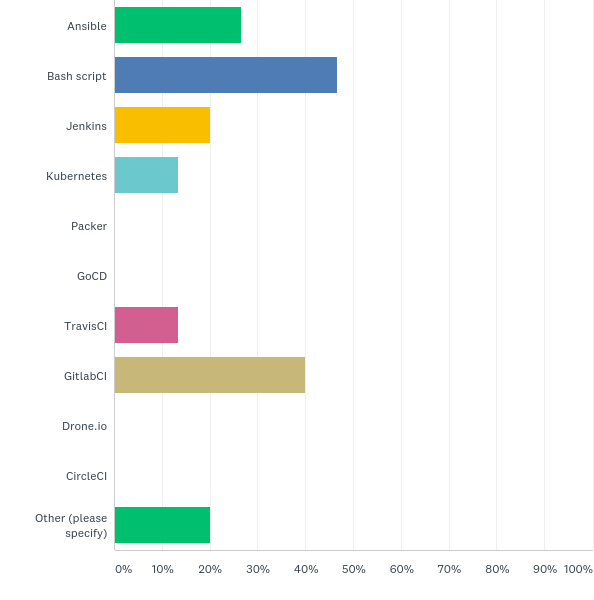 Ansible
Bash script
Jenkins
Kubernetes
Packer
GoCD
TravisCI
GitlabCI
Drone.io
CircleCI
Other (please
specify)
0% 10% 20% 30% 40% 50% 60% 70% 80% 90% 100%